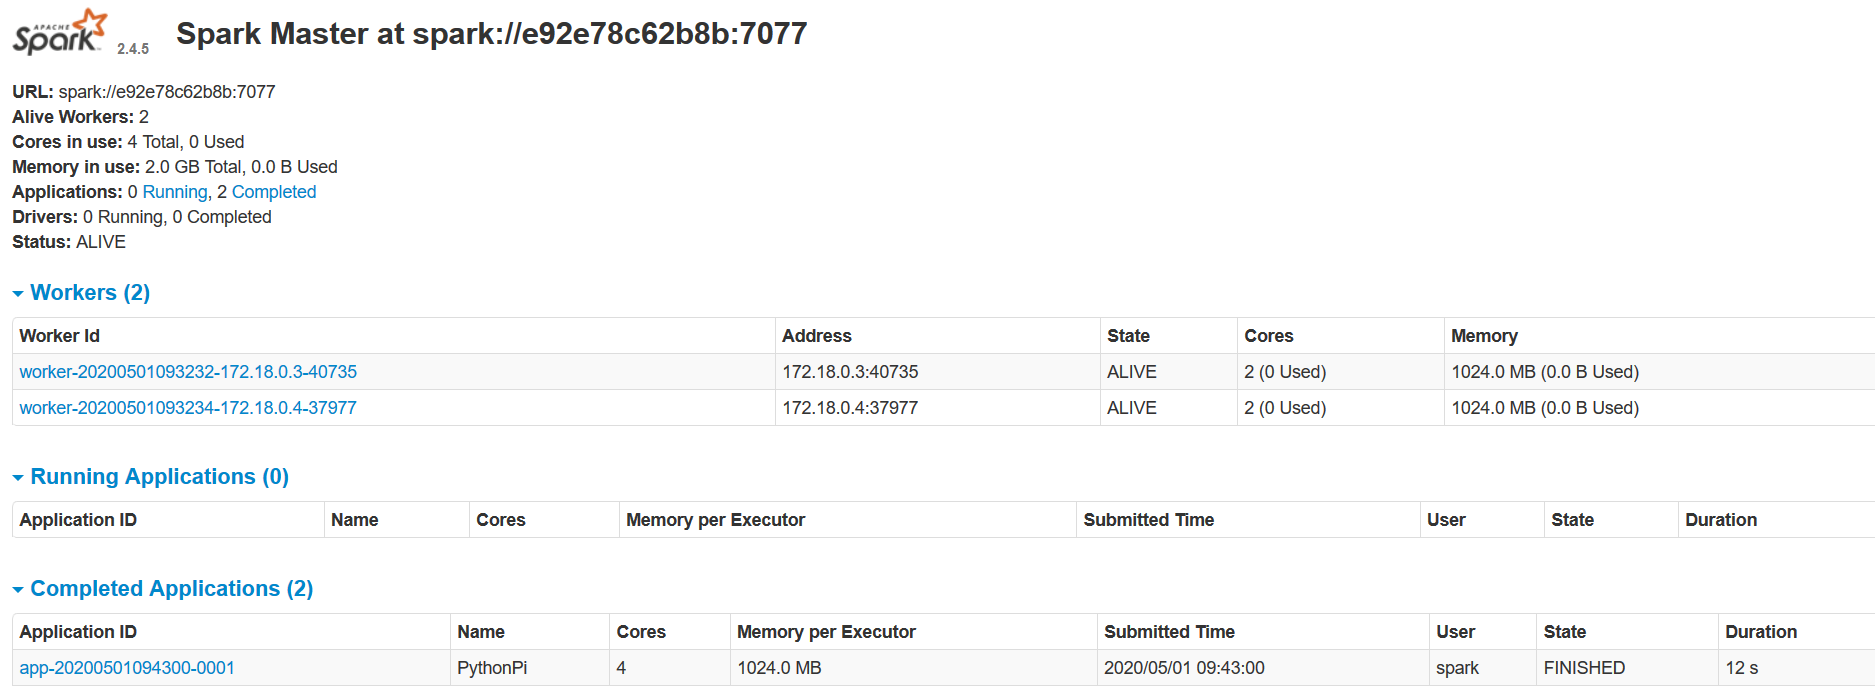 APACHE
Spark 2.4.5 Spark Master at spark://e92e78c62b8b:7077
URL: spark://e92e78c62b8b:7077
Alive Workers: 2
Cores in use: 4 Total, 0 Used
Memory in use: 2.0 GB Total, 0.0 B Used
Applications: 0 Running, 2 Completed
Drivers: 0 Running, 0 Completed
Status: ALIVE
Workers (2)
Worker Id Address State Cores Memory
worker-20200501093232-172.18.0.3-40735 172.18.0.3:40735 ALIVE 2 (0 Used) 1024.0 MB (0.0 B Used)
worker-20200501093234-172.18.0.4-37977 172.18.0.4:37977 ALIVE 2 (0 Used) 1024.0 MB (0.0 B Used)
Running Applications (0)
Application ID Name Cores Memory per Executor Submitted Time User State Duration
Completed Applications (2)
Application ID Name Cores Memory per Executor Submitted Time User State Duration
app-20200501094300-0001 PythonPi 4 1024.0 MB 2020/05/01 09:43:00 spark FINISHED 12 s